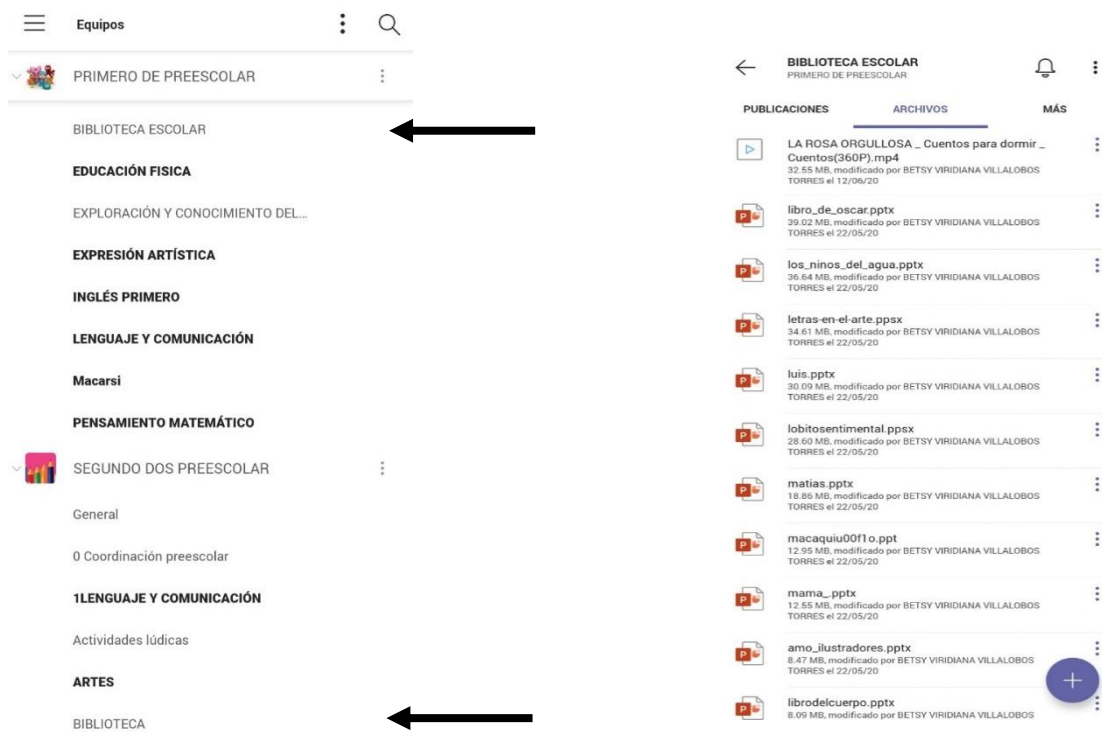 Equipos
PRIMERO DE PREESCOLAR
BIBLIOTECA ESCOLAR
EDUCACIÓN FISICA
EXPLORACIÓN Y CONOCIMIENTO DEL...
EXPRESIÓN ARTÍSTICA
INGLÉS PRIMERO
LENGUAJE Y COMUNICACIÓN
Macarsi
PENSAMIENTO MATEMÁTICO
SEGUNDO DOS PREESCOLAR
General
0 Coordinación preescolar
1LENGUAJE Y COMUNICACIÓN
Actividades lúdicas
ARTES
BIBLIOTECA
BIBLIOTECA ESCOLAR
PRIMERO DE PREESCOLAR
PUBLICACIONES ARCHIVOS MÁS
LA ROSA ORGULLOSA _ Cuentos para dormir _
Cuentos(360P).mp4
32.55 MB, modificado por BETSY VIRIDIANA VILLALOBOS
TORRES el 12/06/20
libro_de_oscar.pptx
39.02 MB, modificado por BETSY VIRIDIANA VILLALOBOS
TORRES el 22/05/20
los_ninos_del_agua.pptx
36.64 MB, modificado por BETSY VIRIDIANA VILLALOBOS
TORRES el 22/05/20
letras-en-el-arte.ppsx
34.61 MB, modificado por BETSY VIRIDIANA VILLALOBOS
TORRES el 22/05/20
luis.pptx
30.09 MB, modificado por BETSY VIRIDIANA VILLALOBOS
TORRES el 22/05/20
lobitosentimental.ppsx
28.60 MB, modificado por BETSY VIRIDIANA VILLALOBOS
TORRES el 22/05/20
matias.pptx
18.86 MB, modificado por BETSY VIRIDIANA VILLALOBOS
TORRES el 22/05/20
macaquiu00f1o.ppt
12.95 MB, modificado por BETSY VIRIDIANA VILLALOBOS
TORRES el 22/05/20
mama_.pptx
12.55 MB, modificado por BETSY VIRIDIANA VILLALOBOS
TORRES el 22/05/20
amo_ilustradores.pptx
8.47 MB, modificado por BETSY VIRIDIANA VILLALOBOS
TORRES el 22/05/20
librodelcuerpo.pptx
8.09 MB, modificado por BETSY VIRIDIANA VILLALOBOS